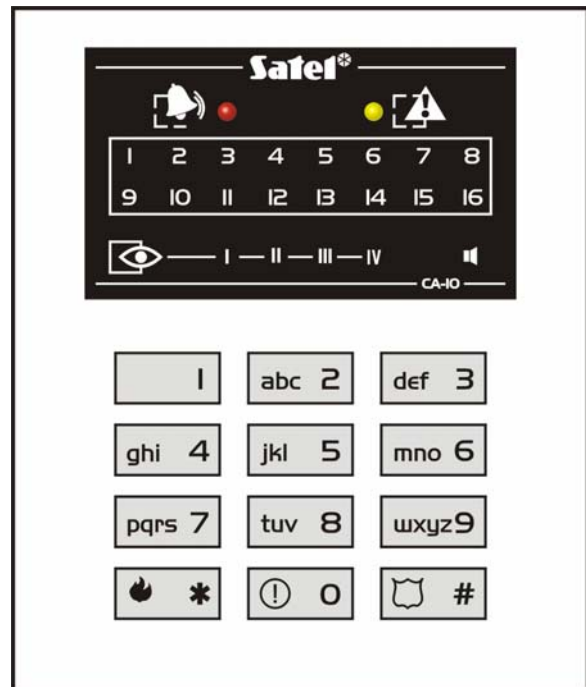 Satel
1 2 3 4 5 6 7 8
9 10 11 12 13 14 15 16
I II III IV
CA-10
1 abc 2 def 3
ghi 4 jkl 5 mno 6
pqrs 7 tuv 8 wxyz 9
* ! 0 #